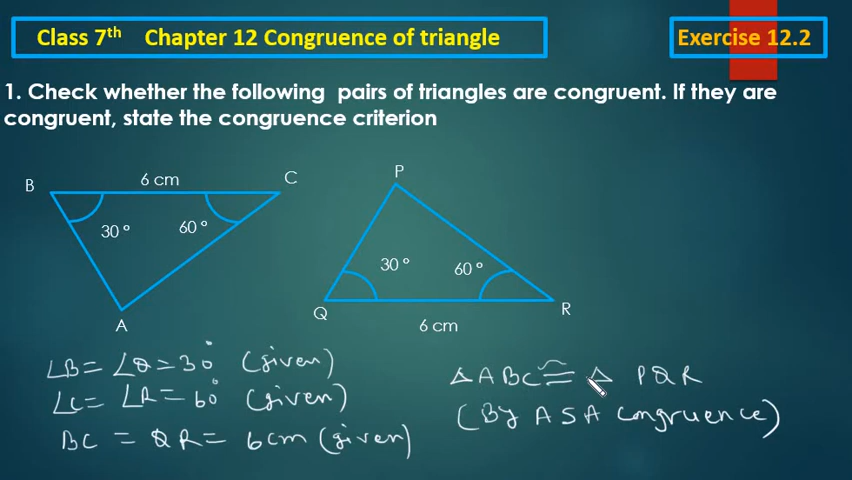 Class 7th Chapter 12 Congruence of triangle
Exercise 12.2
1. Check whether the following pairs of triangles are congruent. If they are
congruent, state the congruence criterion
B 6 cm C
30 ° 60 °
A
P
30 ° 60 °
Q R
6 cm
∠B = ∠Q = 30° (given)
∠C = ∠R = 60° (given)
BC = QR = 6cm (given)
△ABC ≅ △ PQR
(By ASA congruence)